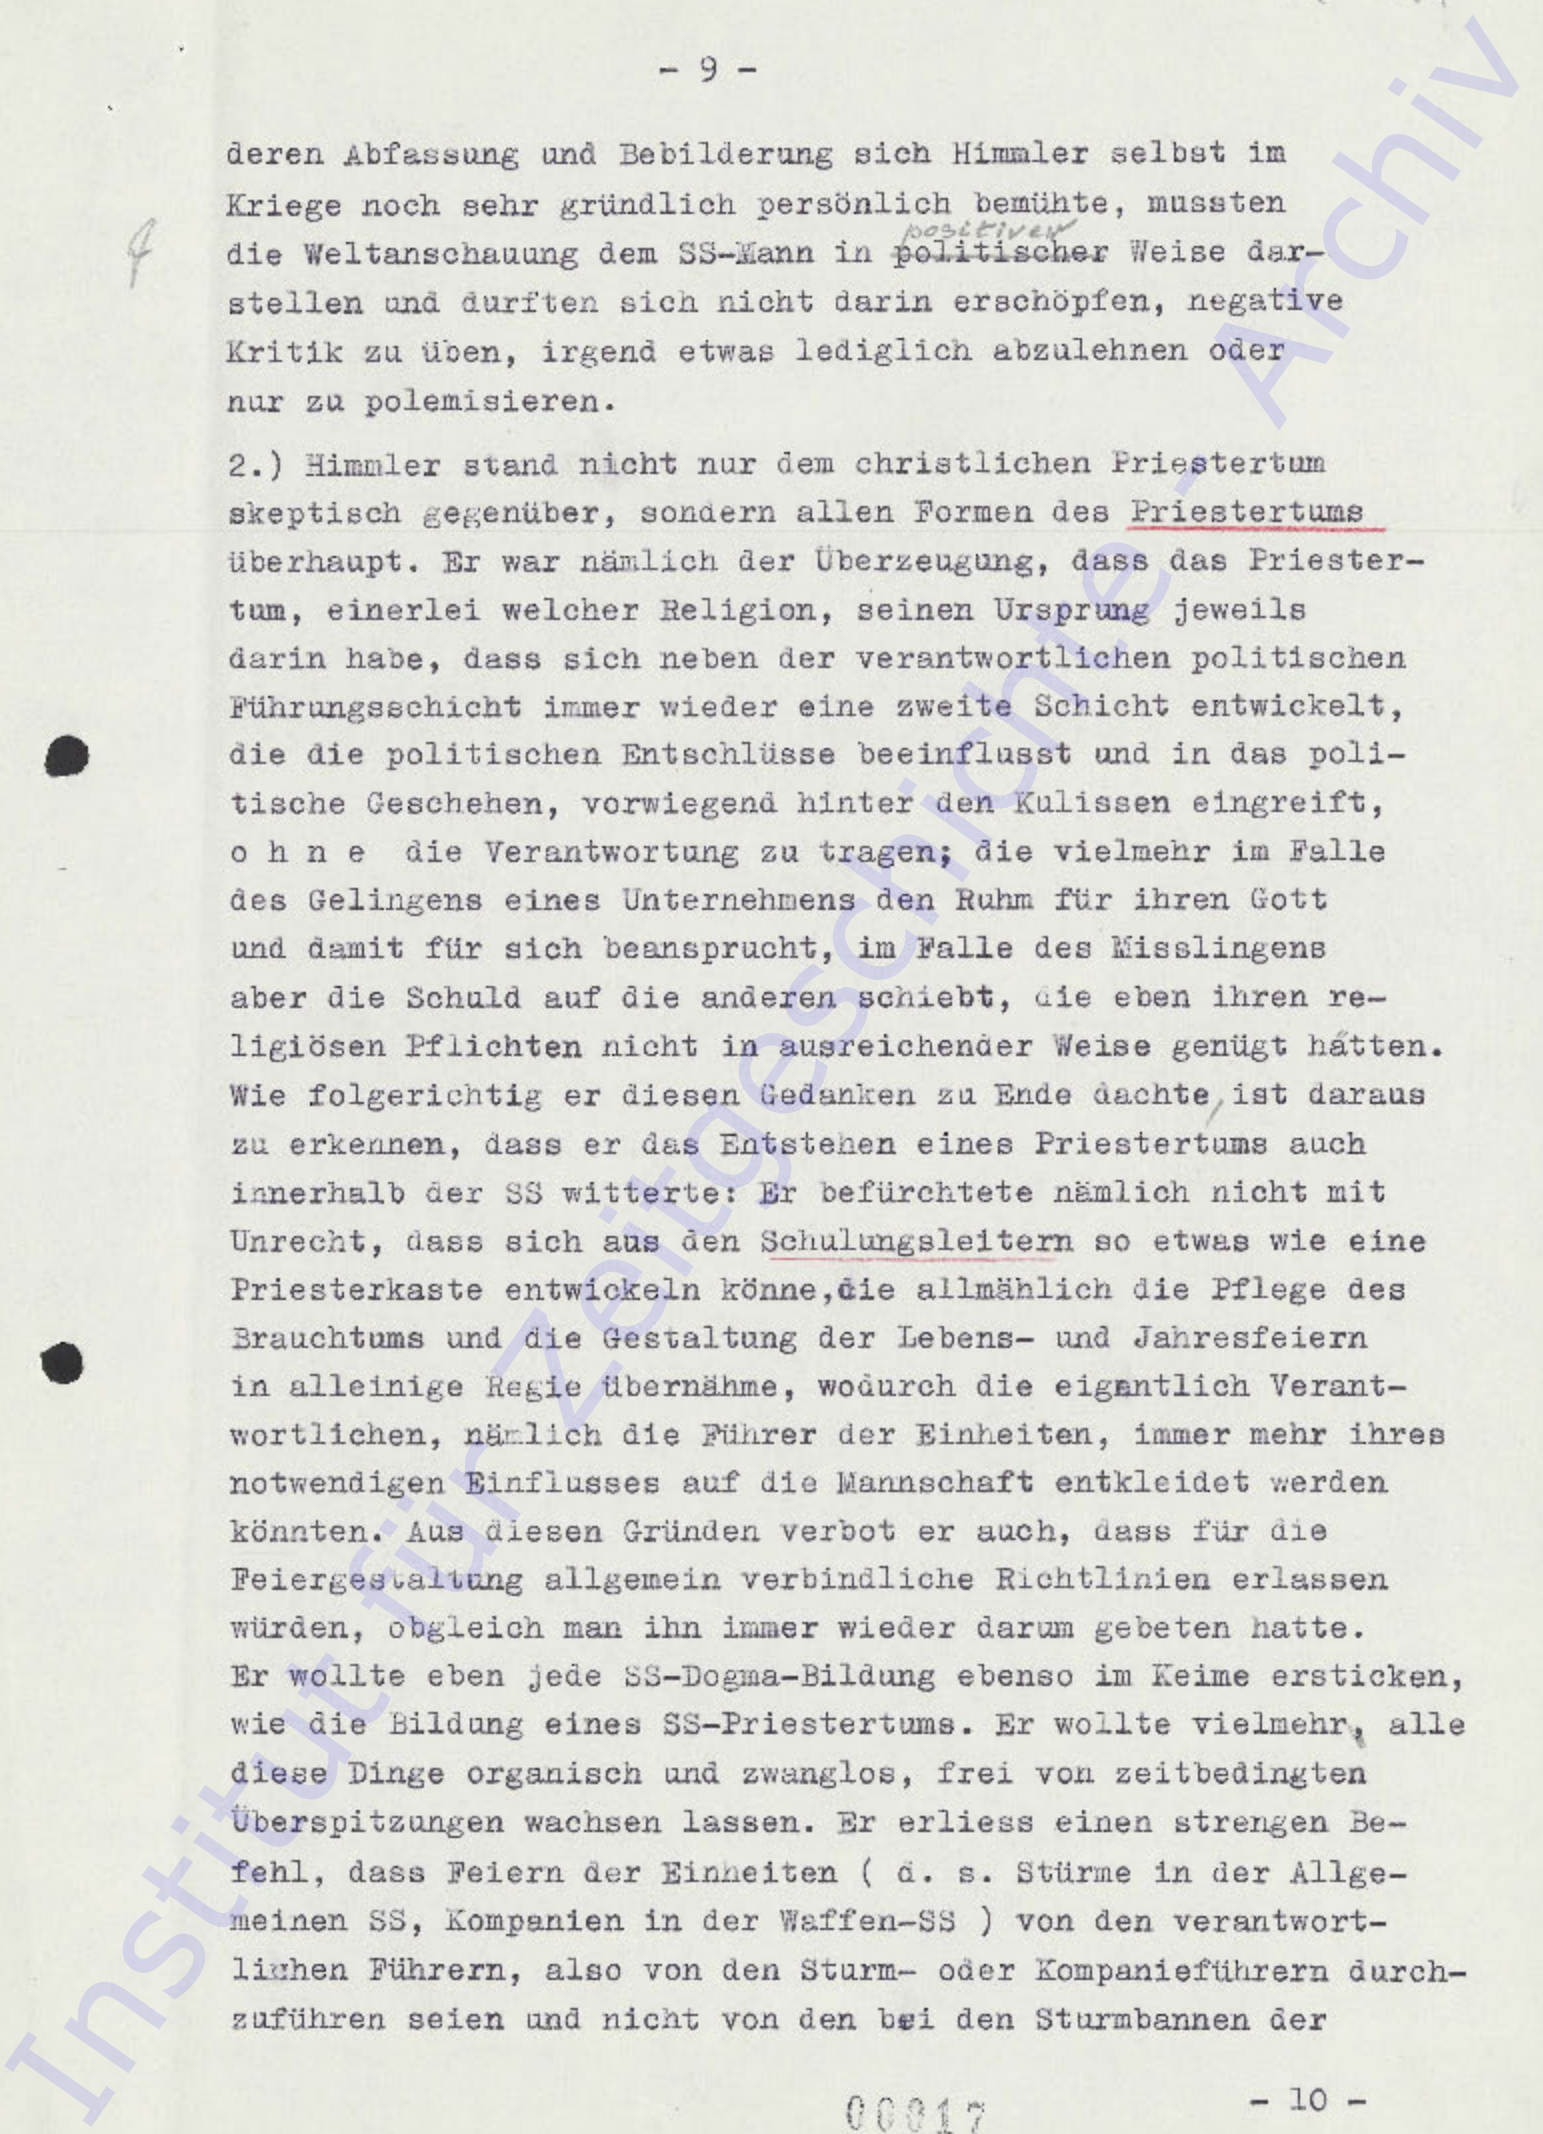 - 9 -
deren Abfassung und Bebilderung sich Himmler selbst im
Kriege noch sehr gründlich persönlich bemühte, mussten
positiver
die Weltanschauung dem SS-Mann in politischer Weise dar-
stellen und durften sich nicht darin erschöpfen, negative
Kritik zu üben, irgend etwas lediglich abzulehnen oder
nur zu polemisieren.
2.) Himmler stand nicht nur dem christlichen Priestertum
skeptisch gegenüber, sondern allen Formen des Priestertums
überhaupt. Er war nämlich der Überzeugung, dass das Priester-
tum, einerlei welcher Religion, seinen Ursprung jeweils
darin habe, dass sich neben der verantwortlichen politischen
Führungsschicht immer wieder eine zweite Schicht entwickelt,
die die politischen Entschlüsse beeinflusst und in das poli-
tische Geschehen, vorwiegend hinter den Kulissen eingreift,
o h n e die Verantwortung zu tragen; die vielmehr im Falle
des Gelingens eines Unternehmens den Ruhm für ihren Gott
und damit für sich beansprucht, im Falle des Misslingens
aber die Schuld auf die anderen schiebt, die eben ihren re-
ligiösen Pflichten nicht in ausreichender Weise genügt hätten.
Wie folgerichtig er diesen Gedanken zu Ende dachte, ist daraus
zu erkennen, dass er das Entstehen eines Priestertums auch
innerhalb der SS witterte: Er befürchtete nämlich nicht mit
Unrecht, dass sich aus den Schulungsleitern so etwas wie eine
Priesterkaste entwickeln könne,die allmählich die Pflege des
Brauchtums und die Gestaltung der Lebens- und Jahresfeiern
in alleinige Regie übernähme, wodurch die eigentlich Verant-
wortlichen, nämlich die Führer der Einheiten, immer mehr ihres
notwendigen Einflusses auf die Mannschaft entkleidet werden
könnten. Aus diesen Gründen verbot er auch, dass für die
Feiergestaltung allgemein verbindliche Richtlinien erlassen
würden, obgleich man ihn immer wieder darum gebeten hatte.
Er wollte eben jede SS-Dogma-Bildung ebenso im Keime ersticken,
wie die Bildung eines SS-Priestertums. Er wollte vielmehr, alle
diese Dinge organisch und zwanglos, frei von zeitbedingten
Überspitzungen wachsen lassen. Er erliess einen strengen Be-
fehl, dass Feiern der Einheiten ( d. s. Stürme in der Allge-
meinen SS, Kompanien in der Waffen-SS ) von den verantwort-
lichen Führern, also von den Sturm- oder Kompanieführern durch-
zuführen seien und nicht von den bei den Sturmbannen der
- 10 -
00017
Institut für Zeitgeschichte - Archiv